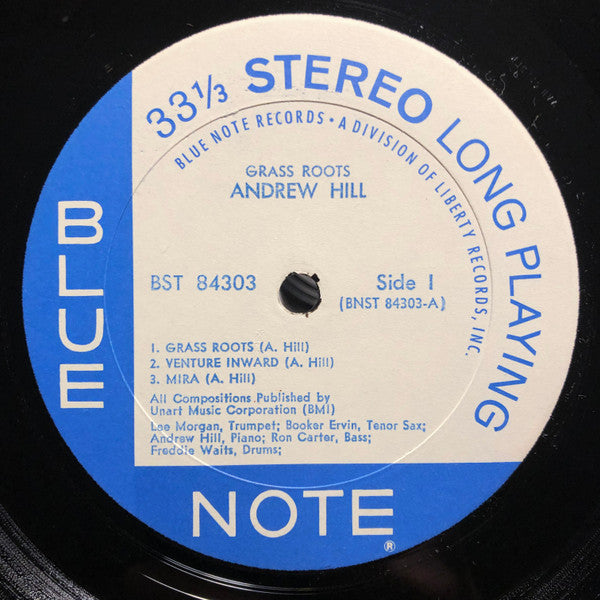 33⅓ STEREO LONG PLAYING
BLUE NOTE RECORDS • A DIVISION OF LIBERTY RECORDS, INC.
GRASS ROOTS
ANDREW HILL
BST 84303
Side I
(BNST 84303-A)
1. GRASS ROOTS (A. Hill)
2. VENTURE INWARD (A. Hill)
3. MIRA (A. Hill)
All Compositions Published by
Unart Music Corporation (BMI)
Lee Morgan, Trumpet; Booker Ervin, Tenor Sax;
Andrew Hill, Piano; Ron Carter, Bass;
Freddie Waits, Drums;
BLUE
NOTE®